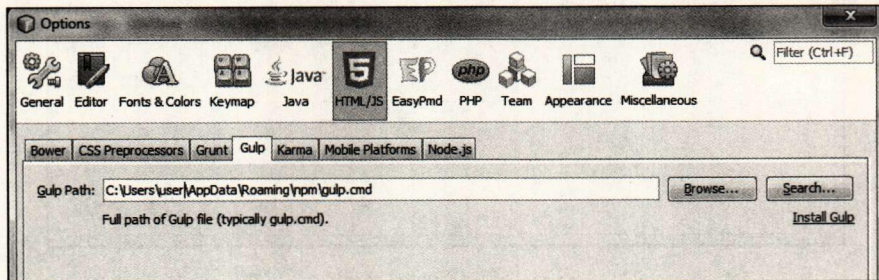 Options
X
Filter (Ctrl+F)
5 Java php
General Editor Fonts & Colors Keymap Java HTML/JS EasyPmd PHP Team Appearance Miscellaneous
Bower CSS Preprocessors Grunt Gulp Karma Mobile Platforms Node.js
Gulp Path: C:\Users\user\AppData\Roaming\npm\gulp.cmd Browse... Search...
Full path of Gulp file (typically gulp.cmd). Install Gulp